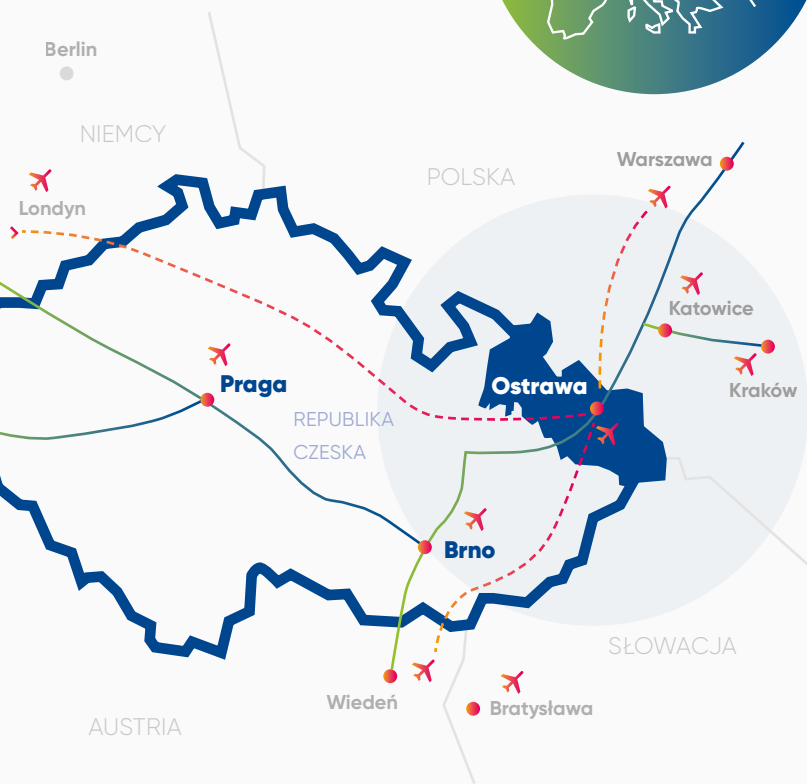 Berlin
NIEMCY
Warszawa
POLSKA
Londyn
Katowice
Praga
Ostrawa
Kraków
REPUBLIKA
CZESKA
Brno
SŁOWACJA
Wiedeń
Bratysława
AUSTRIA